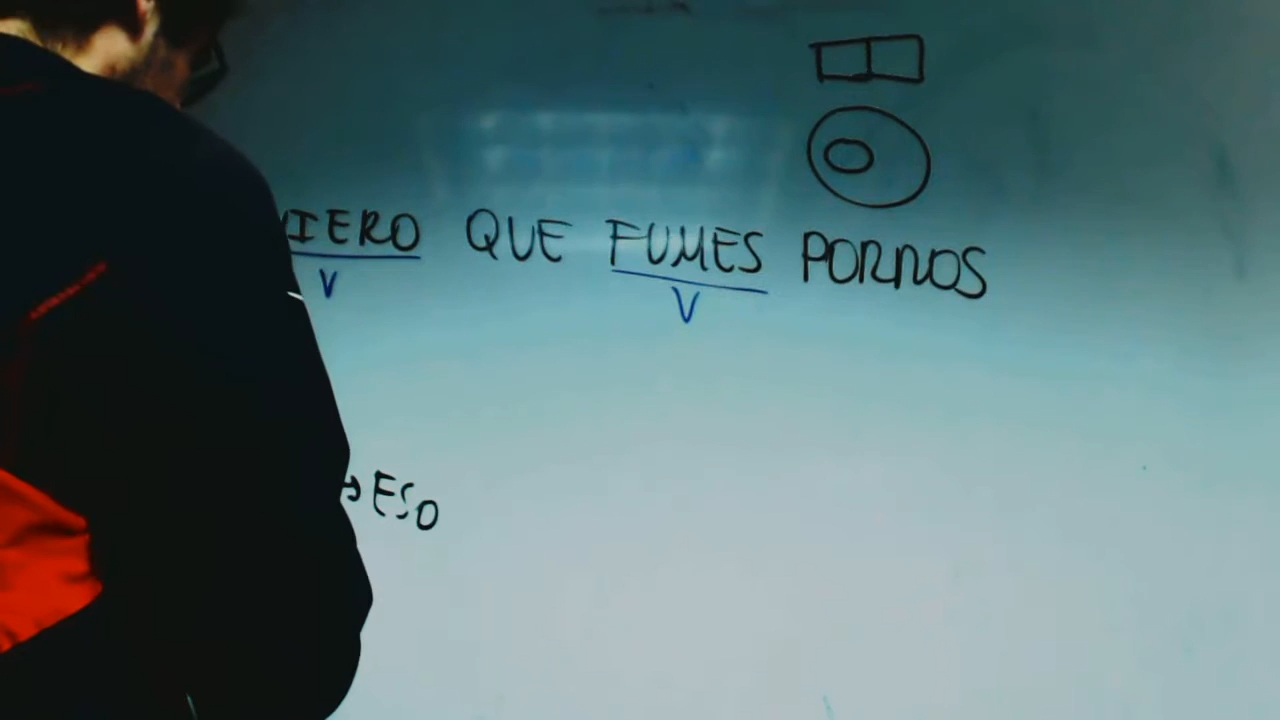 IERO QUE FUMES PORROS
V V
→ ESO